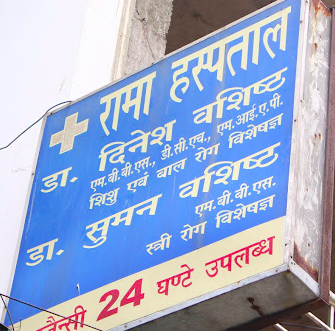 रामा हस्पताल
डा. दिनेश वशिष्ट
एम.बी.बी.एस., डी.सी.एच., एम.आई.ए.पी.
शिशु एवं बाल रोग विशेषज्ञ
डा. सुमन वशिष्ट
एम.बी.बी.एस.
स्त्री रोग विशेषज्ञ
24 घण्टे उपलब्ध